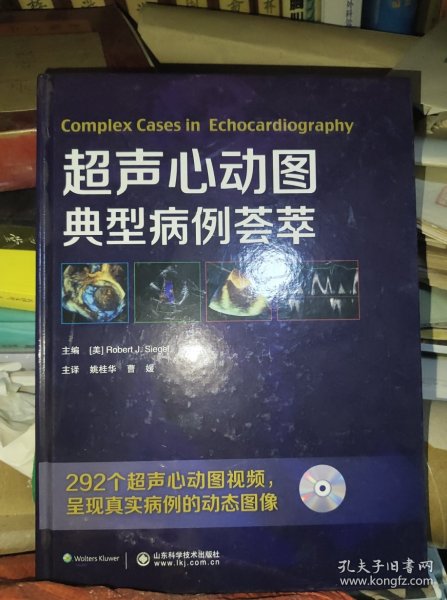 Complex Cases in Echocardiography
超声心动图
典型病例荟萃
主编 [美] Robert J. Siegel
主译 姚桂华 曹媛
292个超声心动图视频，
呈现真实病例的动态图像
Wolters Kluwer
山东科学技术出版社
www.lkj.com.cn
孔夫子旧书网
www.kongfz.com